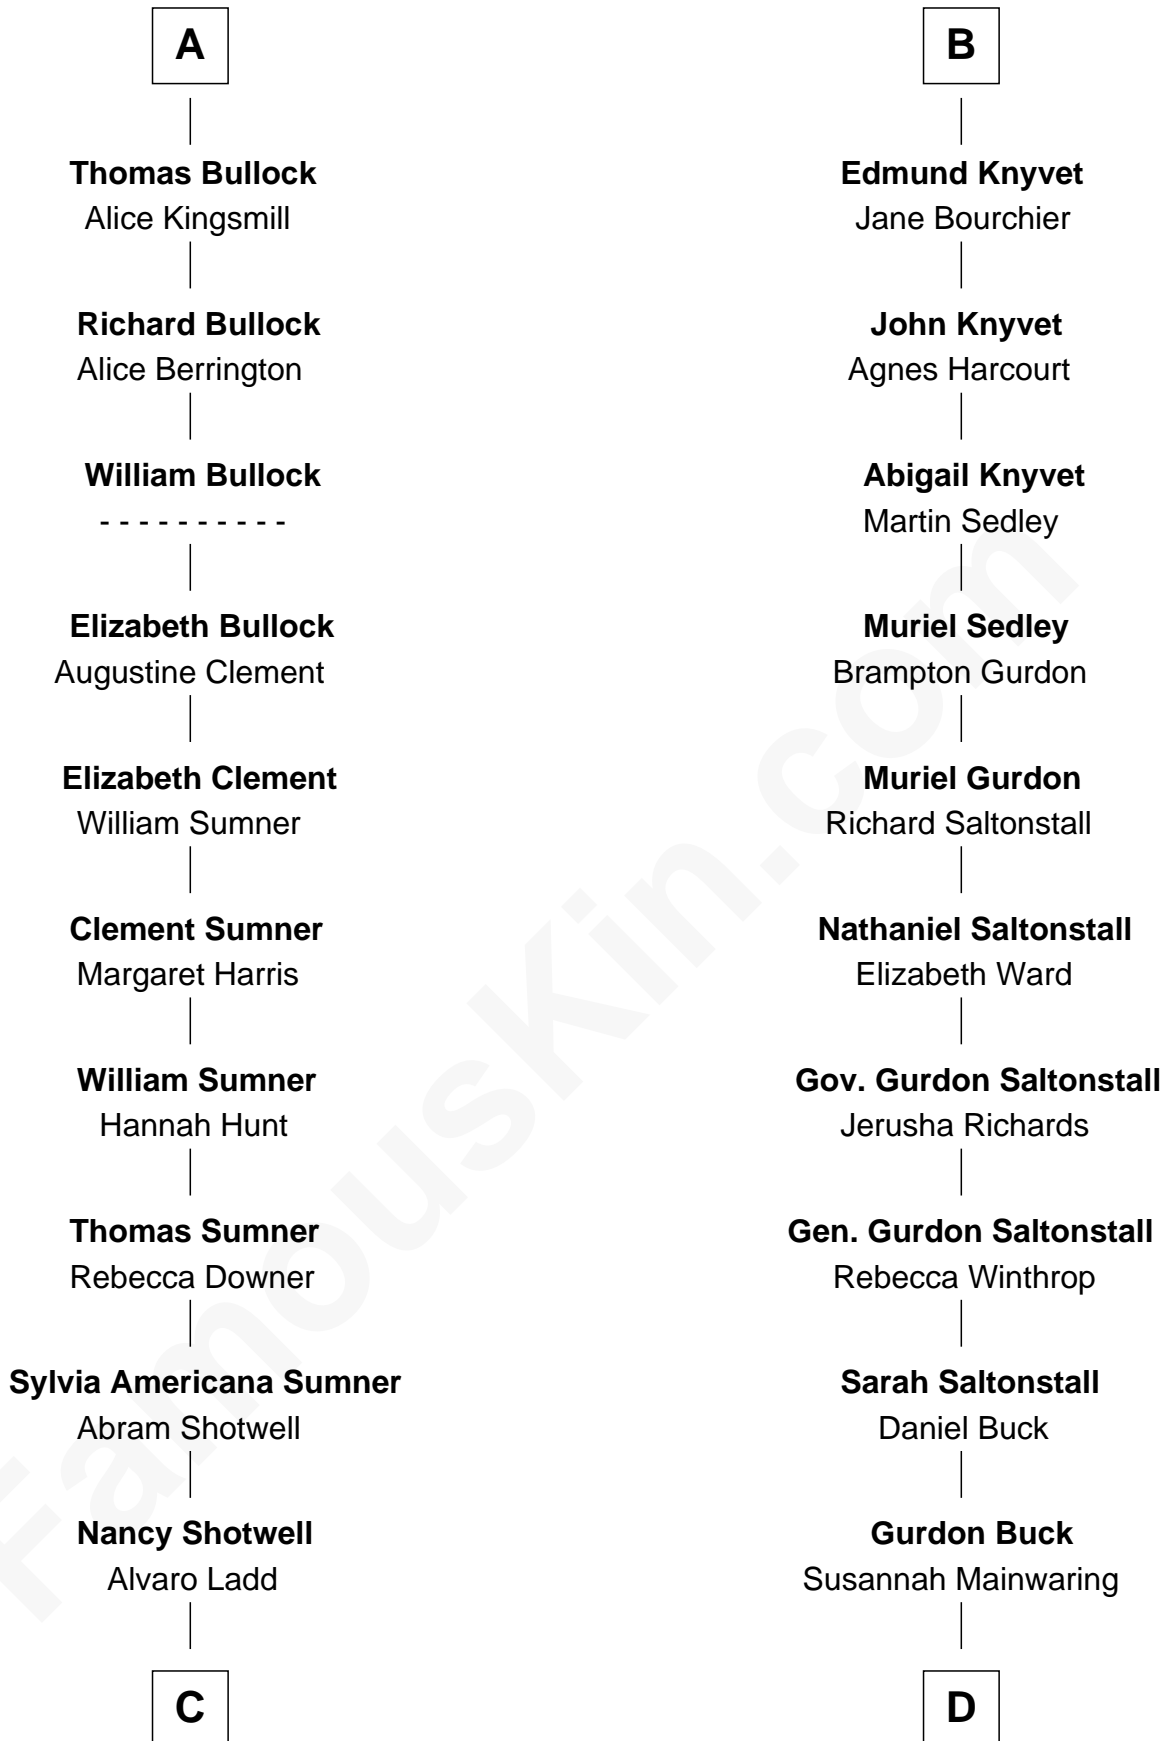 A
Thomas Bullock
Alice Kingsmill
Richard Bullock
Alice Berrington
William Bullock
- - - - - - - - - -
Elizabeth Bullock
Augustine Clement
Elizabeth Clement
William Sumner
Clement Sumner
Margaret Harris
William Sumner
Hannah Hunt
Thomas Sumner
Rebecca Downer
Sylvia Americana Sumner
Abram Shotwell
Nancy Shotwell
Alvaro Ladd
C
B
Edmund Knyvet
Jane Bourchier
John Knyvet
Agnes Harcourt
Abigail Knyvet
Martin Sedley
Muriel Sedley
Brampton Gurdon
Muriel Gurdon
Richard Saltonstall
Nathaniel Saltonstall
Elizabeth Ward
Gov. Gurdon Saltonstall
Jerusha Richards
Gen. Gurdon Saltonstall
Rebecca Winthrop
Sarah Saltonstall
Daniel Buck
Gurdon Buck
Susannah Mainwaring
D
FamousKin.com